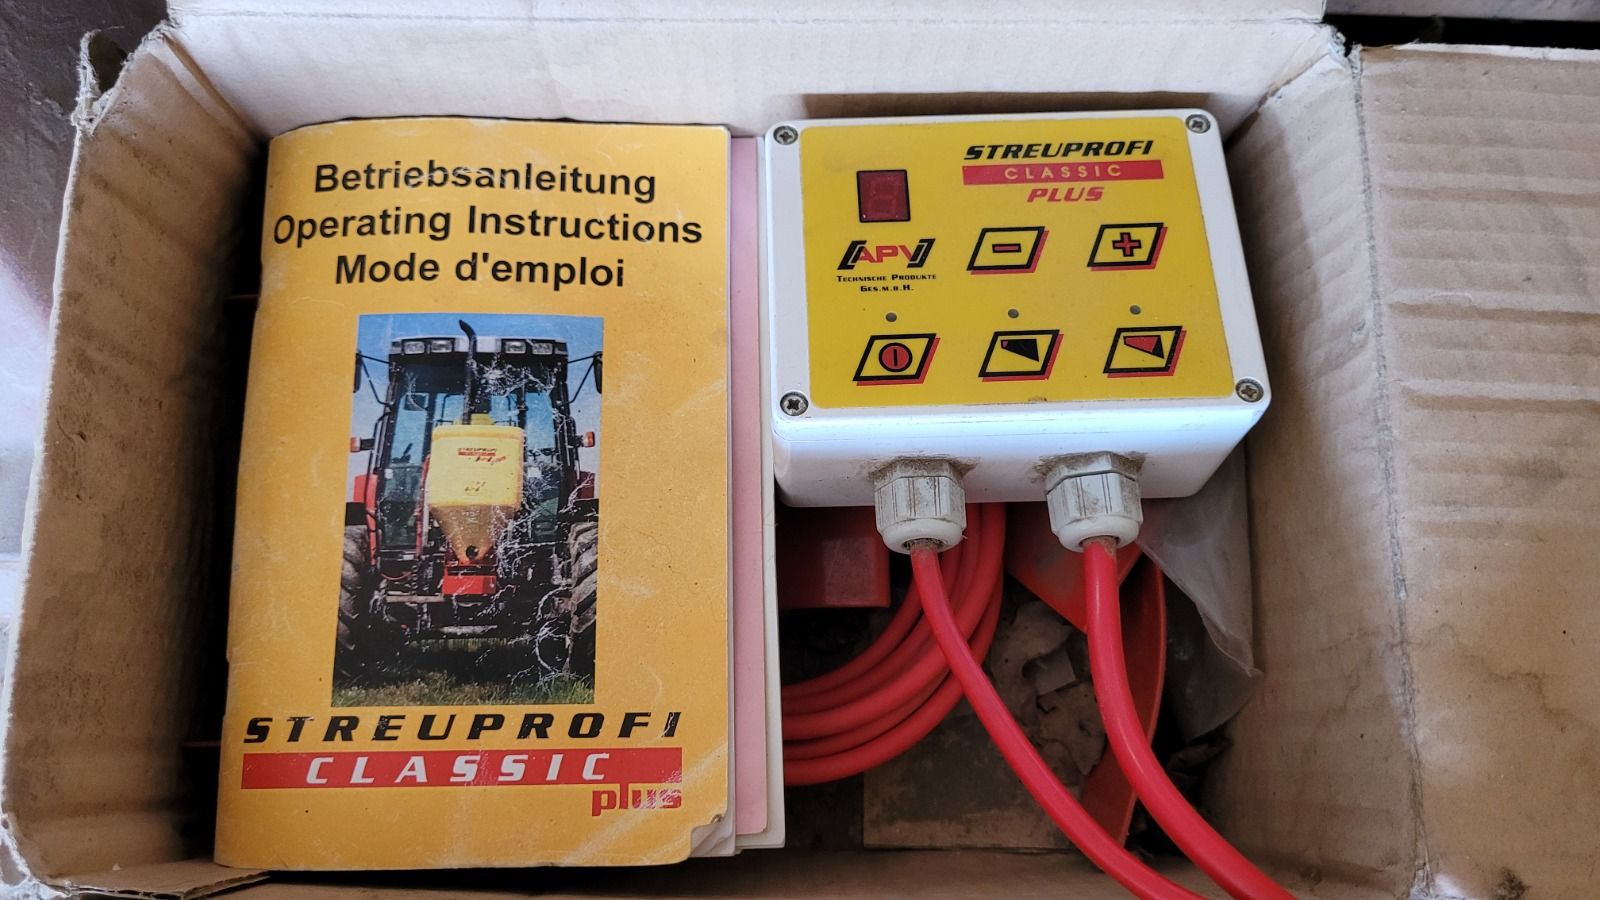 Betriebsanleitung
Operating Instructions
Mode d'emploi
STREUPROFI
CLASSIC
plus
STREUPROFI
CLASSIC
PLUS
APV
TECHNISCHE PRODUKTE
GES.M.B.H.